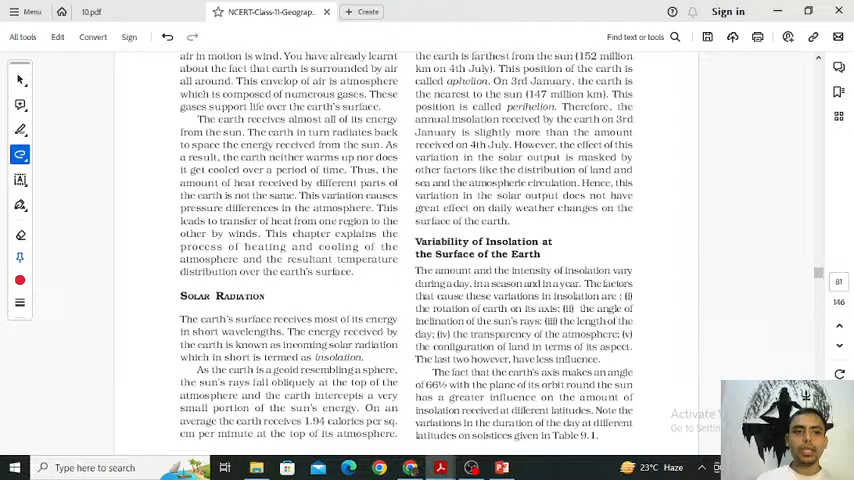 Menu
10.pdf
NCERT-Class-11-Geograp..
Create
Sign in
All tools
Edit
Convert
Sign
Find text or tools
air in motion is wind. You have already learnt
about the fact that earth is surrounded by air
all around. This envelop of air is atmosphere
which is composed of numerous gases. These
gases support life over the earth's surface.
The earth receives almost all of its energy
from the sun. The earth in turn radiates back
to space the energy received from the sun. As
a result, the earth neither warms up nor does
it get cooled over a period of time. Thus, the
amount of heat received by different parts of
the earth is not the same. This variation causes
pressure differences in the atmosphere. This
leads to transfer of heat from one region to the
other by winds. This chapter explains the
process of heating and cooling of the
atmosphere and the resultant temperature
distribution over the earth's surface.
SOLAR RADIATION
The earth's surface receives most of its energy
in short wavelengths. The energy received by
the earth is known as incoming solar radiation
which in short is termed as insolation.
As the earth is a geoid resembling a sphere,
the sun's rays fall obliquely at the top of the
atmosphere and the earth intercepts a very
small portion of the sun's energy. On an
average the earth receives 1.94 calories per sq.
cm per minute at the top of its atmosphere.
the earth is farthest from the sun (152 million
km on 4th July). This position of the earth is
called aphelion. On 3rd January, the earth is
the nearest to the sun (147 million km). This
position is called perihelion. Therefore, the
annual insolation received by the earth on 3rd
January is slightly more than the amount
received on 4th July. However, the effect of this
variation in the solar output is masked by
other factors like the distribution of land and
sea and the atmospheric circulation. Hence, this
variation in the solar output does not have
great effect on daily weather changes on the
surface of the earth.
Variability of Insolation at
the Surface of the Earth
The amount and the intensity of insolation vary
during a day, in a season and in a year. The factors
that cause these variations in insolation are : (i)
the rotation of earth on its axis; (ii) the angle of
inclination of the sun's rays; (iii) the length of the
day; (iv) the transparency of the atmosphere; (v)
the configuration of land in terms of its aspect.
The last two however, have less influence.
The fact that the earth's axis makes an angle
of 66½ with the plane of its orbit round the sun
has a greater influence on the amount of
insolation received at different latitudes. Note the
variations in the duration of the day at different
latitudes on solstices given in Table 9.1.
81
146
Activate
Go to Setting
Type here to search
23°C Haze